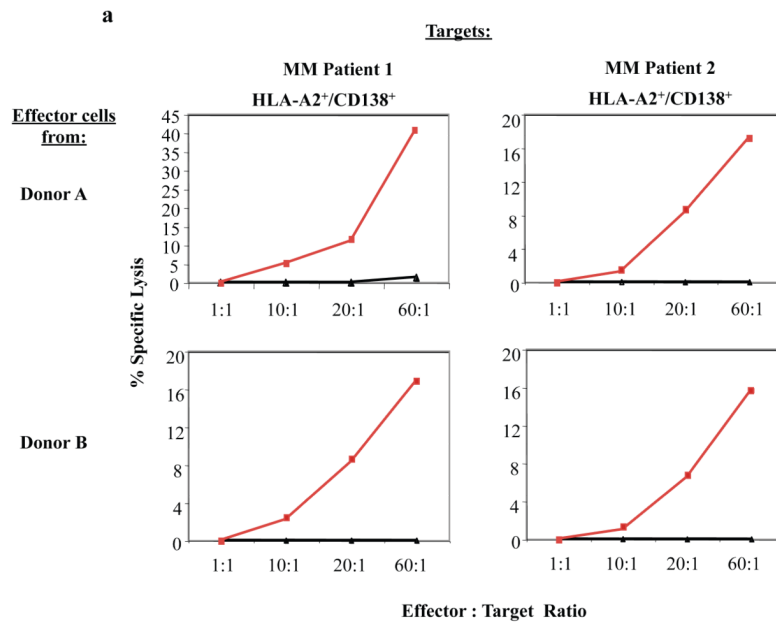 a
Targets:
MM Patient 1
HLA-A2⁺/CD138⁺
MM Patient 2
HLA-A2⁺/CD138⁺
Effector cells
from:
Donor A
Donor B
% Specific Lysis
45
40
35
30
25
20
15
10
5
0
1:1 10:1 20:1 60:1
20
16
12
8
4
0
1:1 10:1 20:1 60:1
20
16
12
8
4
0
1:1 10:1 20:1 60:1
20
16
12
8
4
0
1:1 10:1 20:1 60:1
Effector : Target Ratio